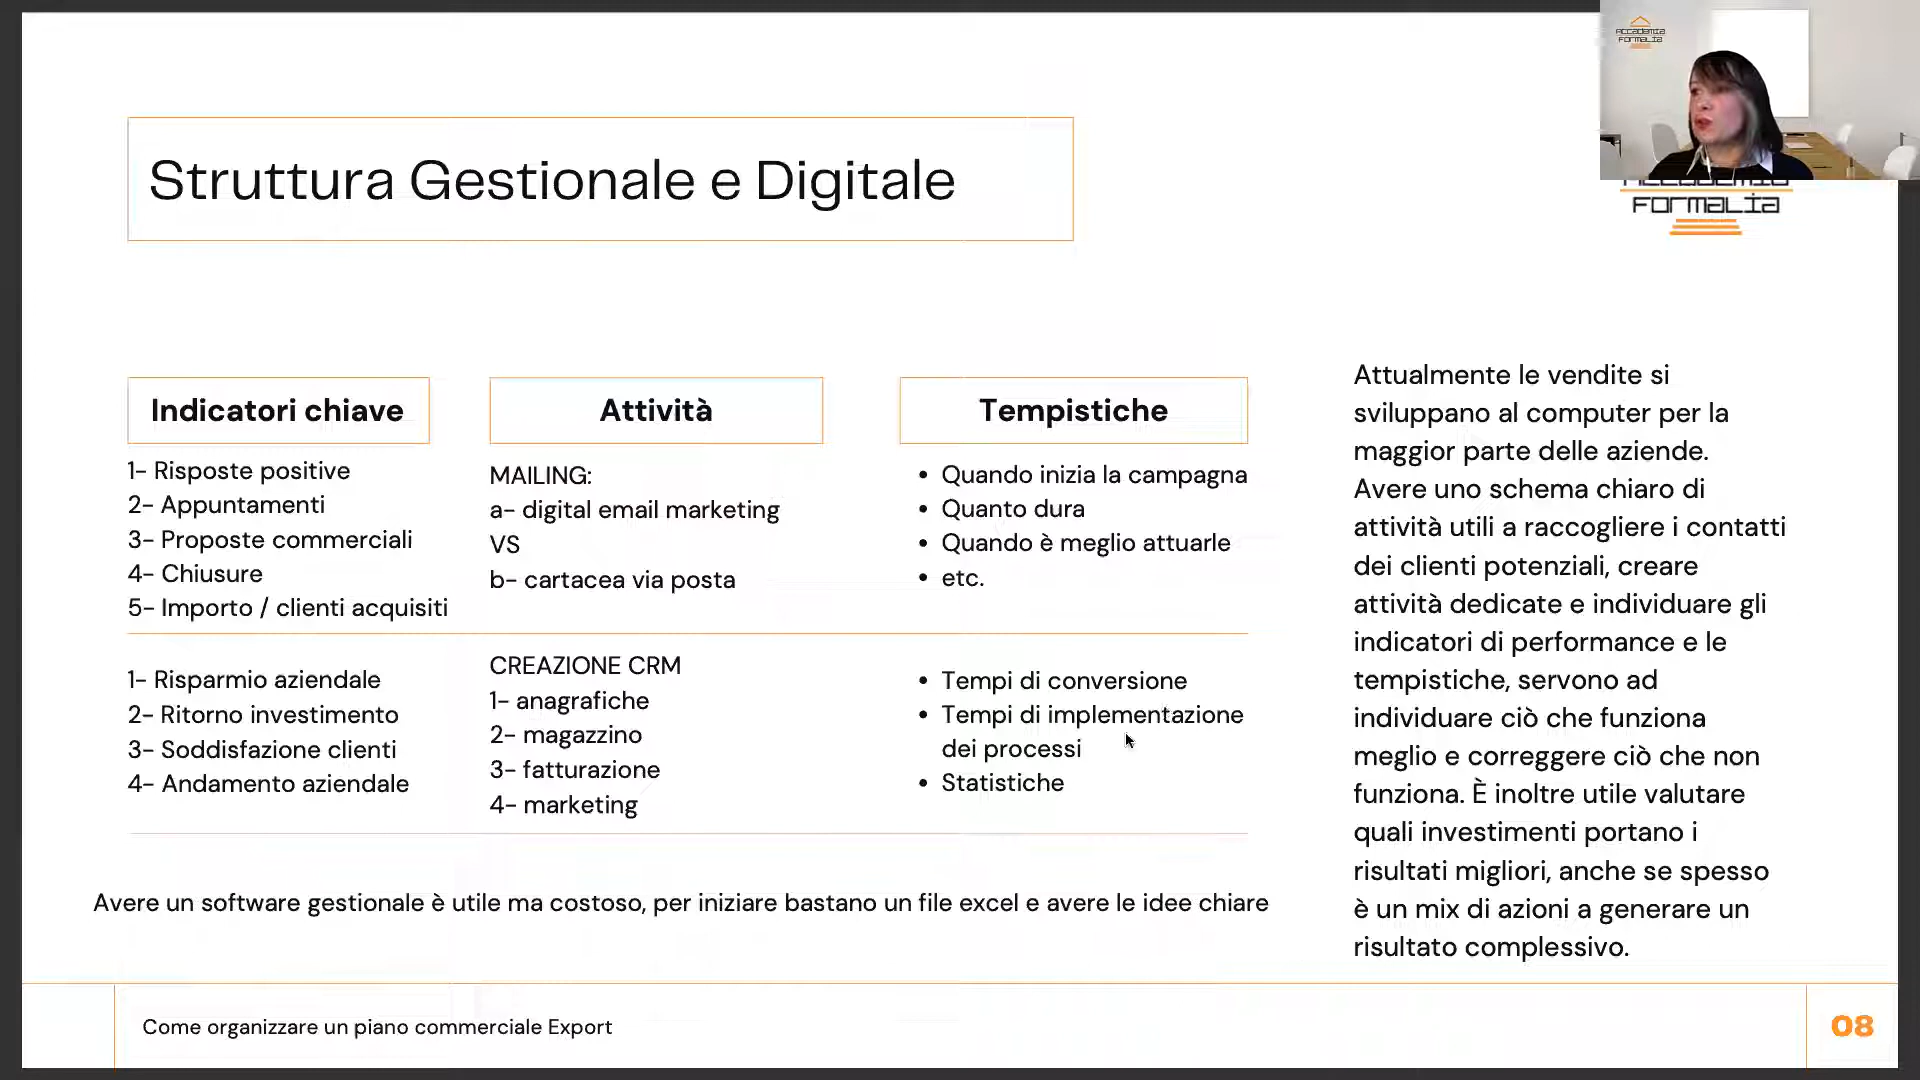 Accademia
Formalia
Accademia
Formalia
Struttura Gestionale e Digitale
Indicatori chiave
1- Risposte positive
2- Appuntamenti
3- Proposte commerciali
4- Chiusure
5- Importo / clienti acquisiti
Attività
MAILING:
a- digital email marketing
VS
b- cartacea via posta
Tempistiche
• Quando inizia la campagna
• Quanto dura
• Quando è meglio attuarle
• etc.
1- Risparmio aziendale
2- Ritorno investimento
3- Soddisfazione clienti
4- Andamento aziendale
CREAZIONE CRM
1- anagrafiche
2- magazzino
3- fatturazione
4- marketing
• Tempi di conversione
• Tempi di implementazione
dei processi
• Statistiche
Avere un software gestionale è utile ma costoso, per iniziare bastano un file excel e avere le idee chiare
Attualmente le vendite si
sviluppano al computer per la
maggior parte delle aziende.
Avere uno schema chiaro di
attività utili a raccogliere i contatti
dei clienti potenziali, creare
attività dedicate e individuare gli
indicatori di performance e le
tempistiche, servono ad
individuare ciò che funziona
meglio e correggere ciò che non
funziona. È inoltre utile valutare
quali investimenti portano i
risultati migliori, anche se spesso
è un mix di azioni a generare un
risultato complessivo.
Come organizzare un piano commerciale Export
08